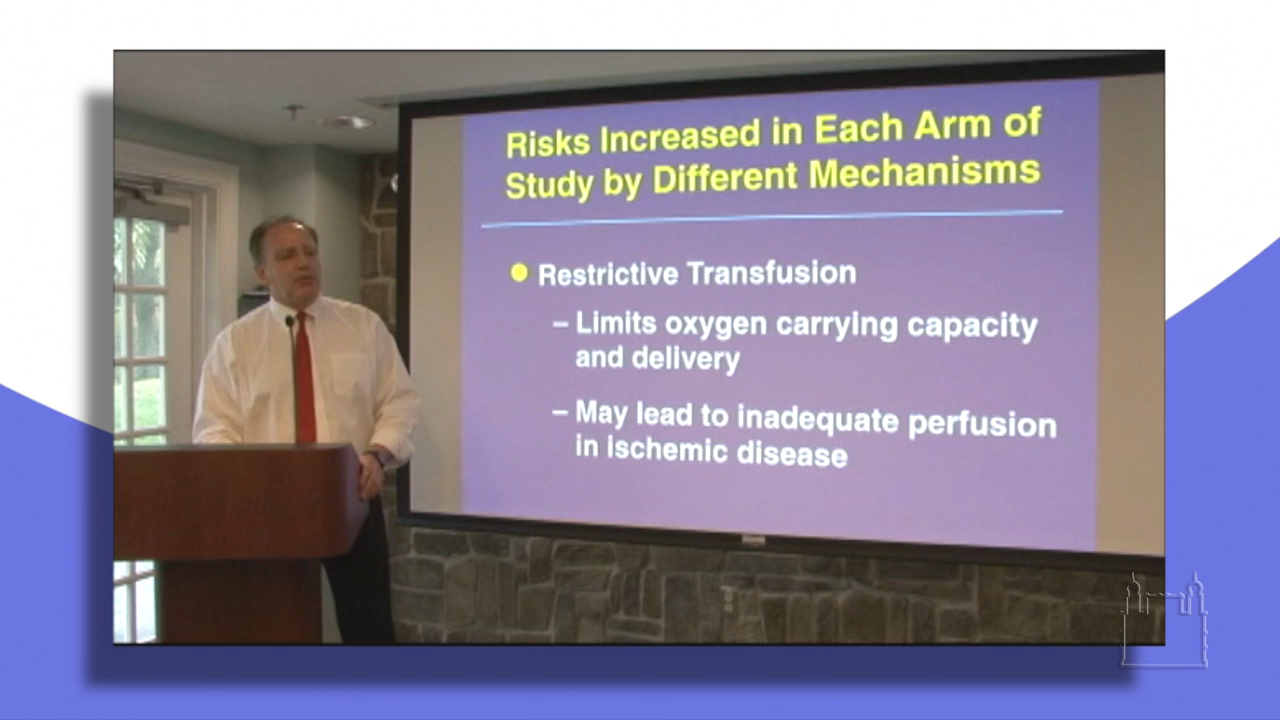 Risks Increased in Each Arm of
Study by Different Mechanisms
Restrictive Transfusion
– Limits oxygen carrying capacity
and delivery
– May lead to inadequate perfusion
in ischemic disease